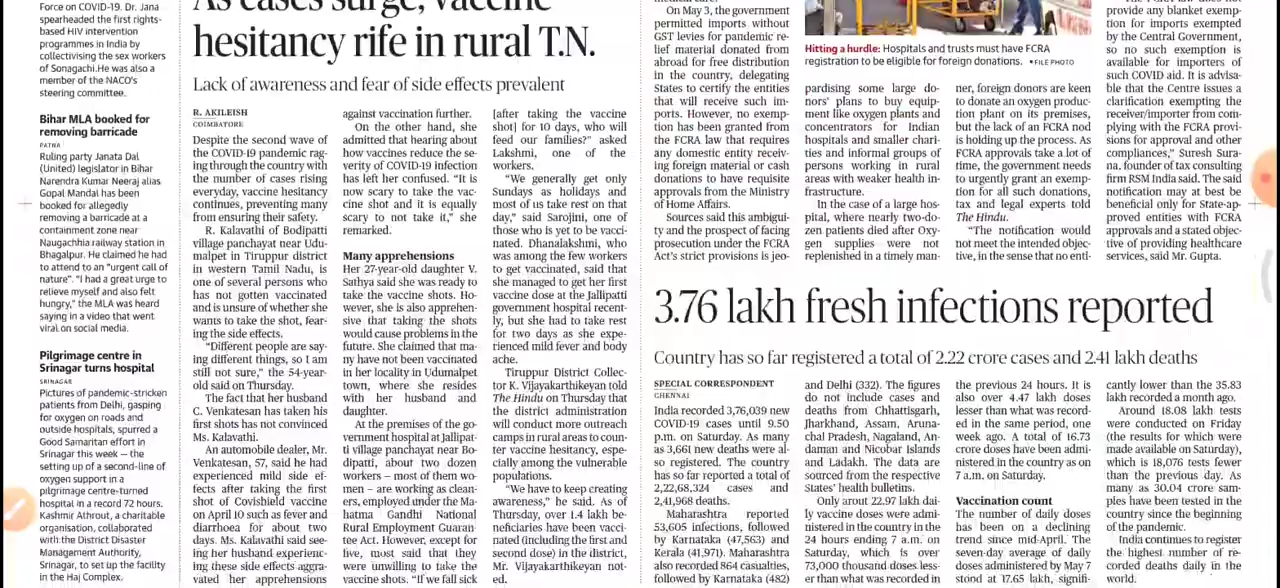 Force on COVID-19. Dr. Jana
spearheaded the first rights-
based HIV intervention
programmes in India by
collectivising the sex workers
of Sonagachi.He was also a
member of the NACO's
steering committee.
Bihar MLA booked for
removing barricade
PATNA
Ruling party Janata Dal
(United) legislator in Bihar
Narendra Kumar Neeraj alias
Gopal Mandal has been
booked for allegedly
removing a barricade at a
containment zone near
Naugachhia railway station in
Bhagalpur. He claimed he had
to attend to an "urgent call of
nature". "I had a great urge to
relieve myself and also felt
hungry," the MLA was heard
saying in a video that went
viral on social media.
Pilgrimage centre in
Srinagar turns hospital
SRINAGAR
Pictures of pandemic-stricken
patients from Delhi, gasping
for oxygen on roads and
outside hospitals, spurred a
Good Samaritan effort in
Srinagar this week — the
setting up of a second-line of
oxygen support in a
pilgrimage centre-turned
hospital in a record 72 hours.
Kashmir Athrout, a charitable
organisation, collaborated
with the District Disaster
Management Authority,
Srinagar, to set up the facility
in the Haj Complex.
As cases surge, vaccine
hesitancy rife in rural T.N.
Lack of awareness and fear of side effects prevalent
R. AKILEISH
COIMBATORE
Despite the second wave of
the COVID-19 pandemic rag-
ing through the country with
the number of cases rising
everyday, vaccine hesitancy
continues, preventing many
from ensuring their safety.
R. Kalavathi of Bodipatti
village panchayat near Udu-
malpet in Tiruppur district
in western Tamil Nadu, is
one of several persons who
has not gotten vaccinated
and is unsure of whether she
wants to take the shot, fear-
ing the side effects.
"Different people are say-
ing different things, so I am
still not sure," the 54-year-
old said on Thursday.
The fact that her husband
C. Venkatesan has taken his
first shots has not convinced
Ms. Kalavathi.
An automobile dealer, Mr.
Venkatesan, 57, said he had
experienced mild side ef-
fects after taking the first
shot of Covishield vaccine
on April 10 such as fever and
diarrhoea for about two
days. Ms. Kalavathi said see-
ing her husband experienc-
ing these side effects aggra-
vated her apprehensions
against vaccination further.
On the other hand, she
admitted that hearing about
how vaccines reduce the se-
verity of COVID-19 infection
has left her confused. "It is
now scary to take the vac-
cine shot and it is equally
scary to not take it," she
remarked.
Many apprehensions
Her 27-year-old daughter V.
Sathya said she was ready to
take the vaccine shots. Ho-
wever, she is also apprehen-
sive that taking the shots
would cause problems in the
future. She claimed that ma-
ny have not been vaccinated
in her locality in Udumalpet
town, where she resides
with her husband and
daughter.
At the premises of the go-
vernment hospital at Jallipat-
ti village panchayat near Bo-
dipatti, about two dozen
workers – most of them wo-
men – are working as clean-
ers, employed under the Ma-
hatma Gandhi National
Rural Employment Guaran-
tee Act. However, except for
five, most said that they
were unwilling to take the
vaccine shots. "If we fall sick
[after taking the vaccine
shot] for 10 days, who will
feed our families?" asked
Lakshmi, one of the
workers.
"We generally get only
Sundays as holidays and
most of us take rest on that
day," said Sarojini, one of
those who is yet to be vacci-
nated. Dhanalakshmi, who
was among the few workers
to get vaccinated, said that
she managed to get her first
vaccine dose at the Jallipatti
government hospital recent-
ly, but she had to take rest
for two days as she expe-
rienced mild fever and body
ache.
Tiruppur District Collec-
tor K. Vijayakarthikeyan told
The Hindu on Thursday that
the district administration
will conduct more outreach
camps in rural areas to coun-
ter vaccine hesitancy, espe-
cially among the vulnerable
populations.
"We have to keep creating
awareness," he said. As of
Thursday, over 1.4 lakh be-
neficiaries have been vacci-
nated (including the first and
second dose) in the district,
Mr. Vijayakarthikeyan not-
ed.
On May 3, the government
permitted imports without
GST levies for pandemic re-
lief material donated from
abroad for free distribution
in the country, delegating
States to certify the entities
that will receive such im-
ports. However, no exemp-
tion has been granted from
the FCRA law that requires
any domestic entity receiv-
ing foreign material or cash
donations to have requisite
approvals from the Ministry
of Home Affairs.
Sources said this ambigui-
ty and the prospect of facing
prosecution under the FCRA
Act's strict provisions is jeo-
Hitting a hurdle: Hospitals and trusts must have FCRA
registration to be eligible for foreign donations. •FILE PHOTO
pardising some large do-
nors' plans to buy equip-
ment like oxygen plants and
concentrators for Indian
hospitals and smaller chari-
ties and informal groups of
persons working in rural
areas with weaker health in-
frastructure.
In the case of a large hos-
pital, where nearly two-do-
zen patients died after Oxy-
gen supplies were not
replenished in a timely man-
ner, foreign donors are keen
to donate an oxygen produc-
tion plant on its premises,
but the lack of an FCRA nod
is holding up the process. As
FCRA approvals take a lot of
time, the government needs
to urgently grant an exemp-
tion for all such donations,
tax and legal experts told
The Hindu.
"The notification would
not meet the intended objec-
tive, in the sense that no enti-
provide any blanket exemp-
tion for imports exempted
by the Central Government,
so no such exemption is
available for importers of
such COVID aid. It is advisa-
ble that the Centre issues a
clarification exempting the
receiver/importer from com-
plying with the FCRA provi-
sions for approval and other
compliances," Suresh Sura-
na, founder of tax consulting
firm RSM India said. The said
notification may at best be
beneficial only for State-ap-
proved entities with FCRA
approvals and a stated objec-
tive of providing healthcare
services, said Mr. Gupta.
3.76 lakh fresh infections reported
Country has so far registered a total of 2.22 crore cases and 2.41 lakh deaths
SPECIAL CORRESPONDENT
CHENNAI
India recorded 3,76,039 new
COVID-19 cases until 9.50
p.m. on Saturday. As many
as 3,661 new deaths were al-
so registered. The country
has so far reported a total of
2,22,68,324 cases and
2,41,968 deaths.
Maharashtra reported
53,605 infections, followed
by Karnataka (47,563) and
Kerala (41,971). Maharashtra
also recorded 864 casualties,
followed by Karnataka (482)
and Delhi (332). The figures
do not include cases and
deaths from Chhattisgarh,
Jharkhand, Assam, Aruna-
chal Pradesh, Nagaland, An-
daman and Nicobar Islands
and Ladakh. The data are
sourced from the respective
States' health bulletins.
Only arout 22.97 lakh dai-
ly vaccine doses were admi-
nistered in the country in the
24 hours ending 7 a.m. on
Saturday, which is over
73,000 thousand doses less-
er than what was recorded in
the previous 24 hours. It is
also over 4.47 lakh doses
lesser than what was record-
ed in the same period, one
week ago. A total of 16.73
crore doses have been admi-
nistered in the country as on
7 a.m. on Saturday.
Vaccination count
The number of daily doses
has been on a declining
trend since mid-April. The
seven-day average of daily
doses administered by May 7
stood at 17.65 lakh, signifi-
cantly lower than the 35.83
lakh recorded a month ago.
Around 18.08 lakh tests
were conducted on Friday
(the results for which were
made available on Saturday),
which is 18,076 tests fewer
than the previous day. As
many as 30.04 crore sam-
ples have been tested in the
country since the beginning
of the pandemic.
India continues to register
the highest number of re-
corded daily deaths in the
world.